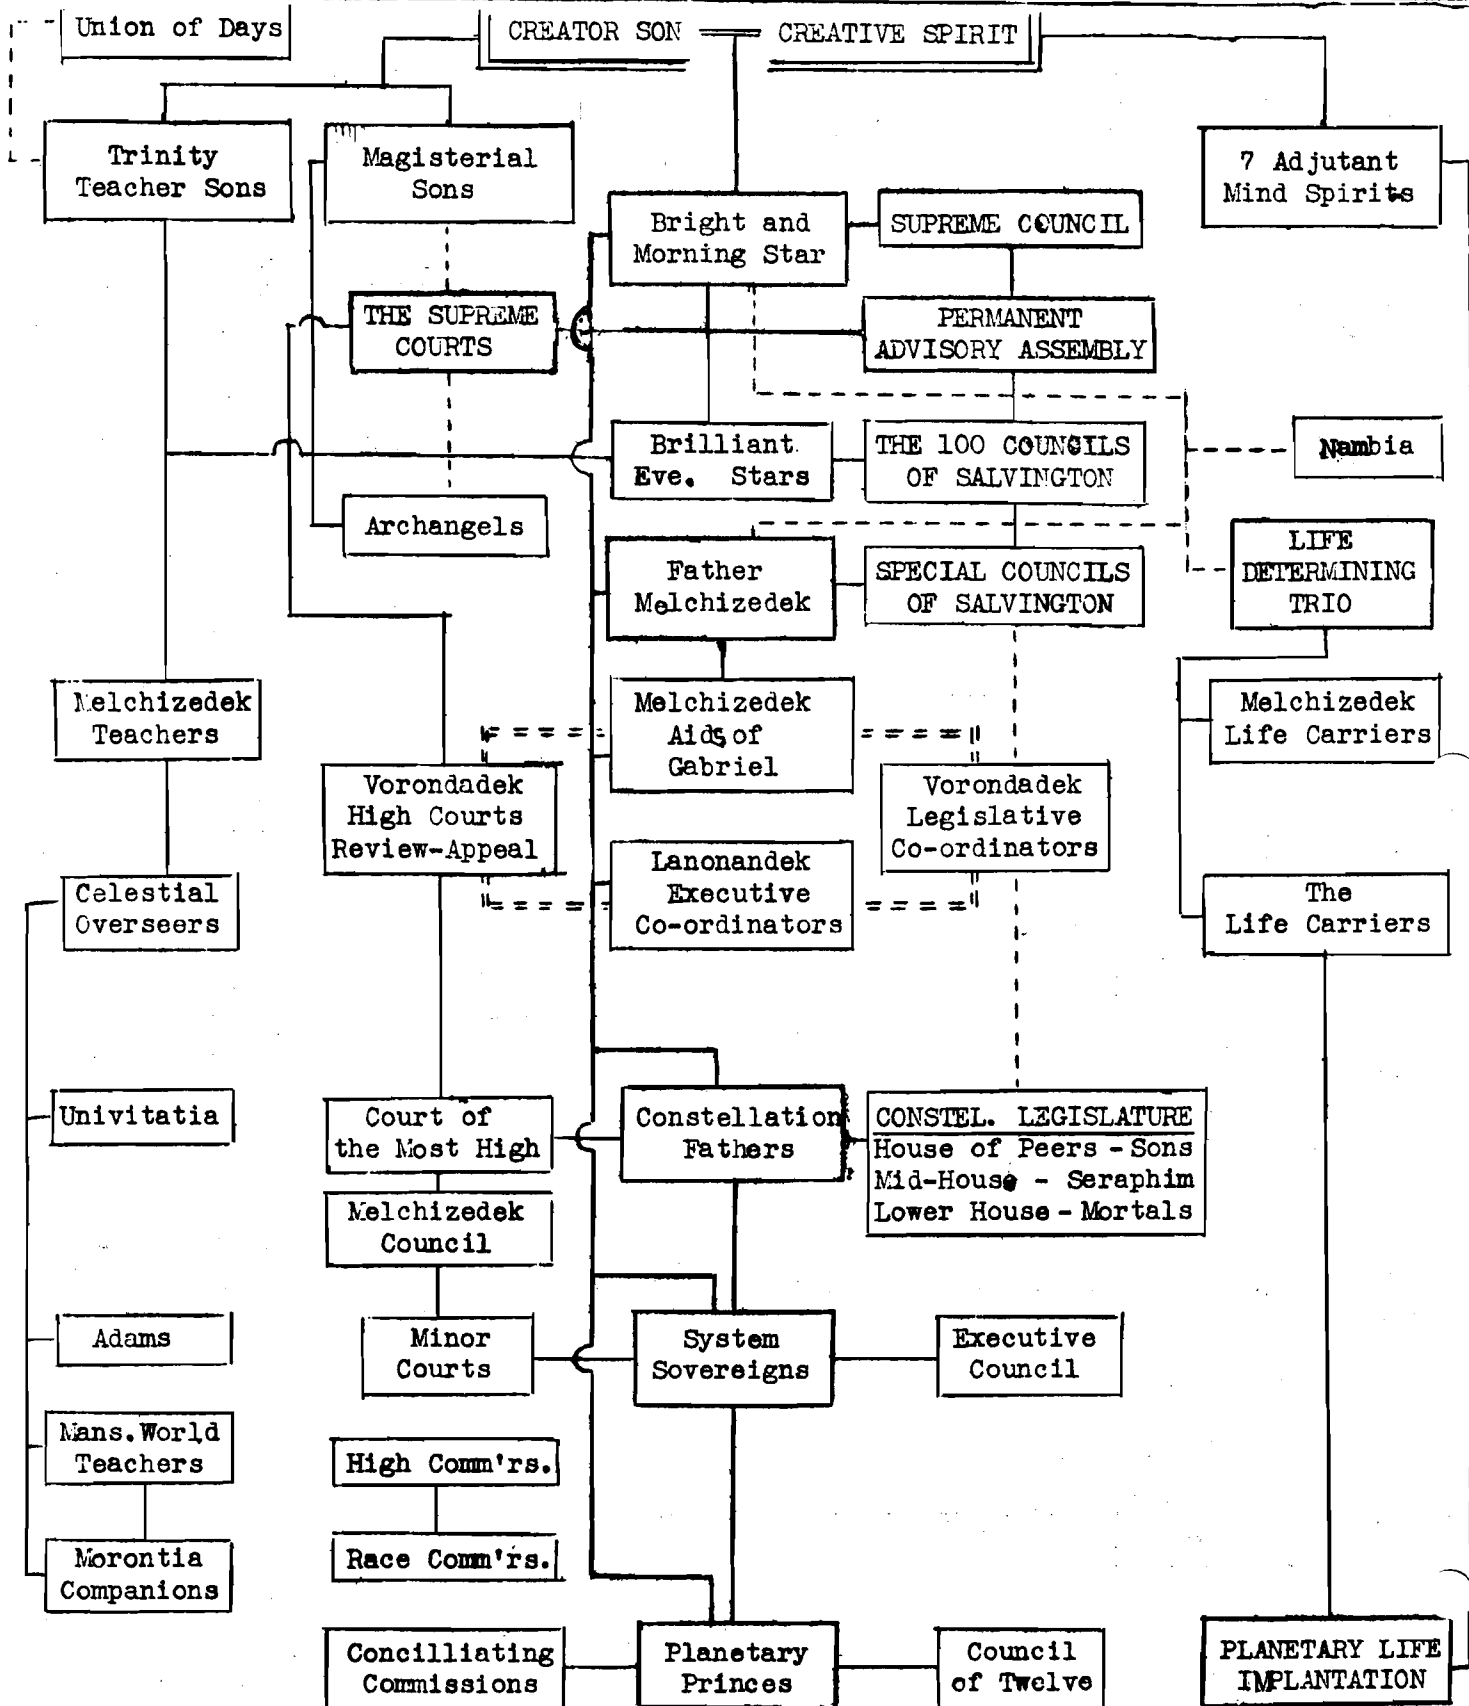 Union of Days
CREATOR SON
CREATIVE SPIRIT
Trinity
Teacher Sons
Magisterial
Sons
7 Adjutant
Mind Spirits
Bright and
Morning Star
SUPREME COUNCIL
THE SUPREME
COURTS
PERMANENT
ADVISORY ASSEMBLY
Brilliant
Eve. Stars
THE 100 COUNCILS
OF SALVINGTON
Nambia
Archangels
Father
Melchizedek
SPECIAL COUNCILS
OF SALVINGTON
LIFE
DETERMINING
TRIO
Melchizedek
Teachers
Melchizedek
Aids of
Gabriel
Melchizedek
Life Carriers
Vorondadek
High Courts
Review-Appeal
Vorondadek
Legislative
Co-ordinators
Lanonandek
Executive
Co-ordinators
Celestial
Overseers
The
Life Carriers
Univitatia
Court of
the Most High
Constellation
Fathers
CONSTEL. LEGISLATURE
House of Peers - Sons
Mid-House - Seraphim
Lower House - Mortals
Melchizedek
Council
Adams
Minor
Courts
System
Sovereigns
Executive
Council
Mans.World
Teachers
High Comm'rs.
Morontia
Companions
Race Comm'rs.
Concilliating
Commissions
Planetary
Princes
Council
of Twelve
PLANETARY LIFE
IMPLANTATION